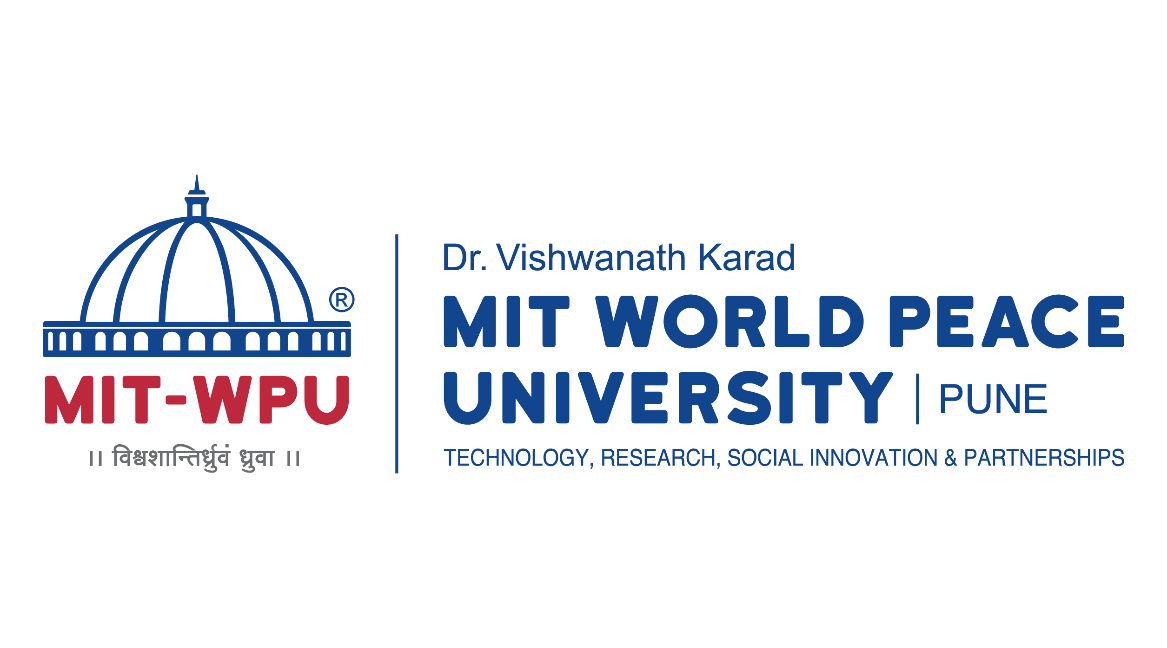 ®
MIT-WPU
।। विश्वशान्तिर्ध्रुवं ध्रुवा ।।
Dr. Vishwanath Karad
MIT WORLD PEACE
UNIVERSITY | PUNE
TECHNOLOGY, RESEARCH, SOCIAL INNOVATION & PARTNERSHIPS